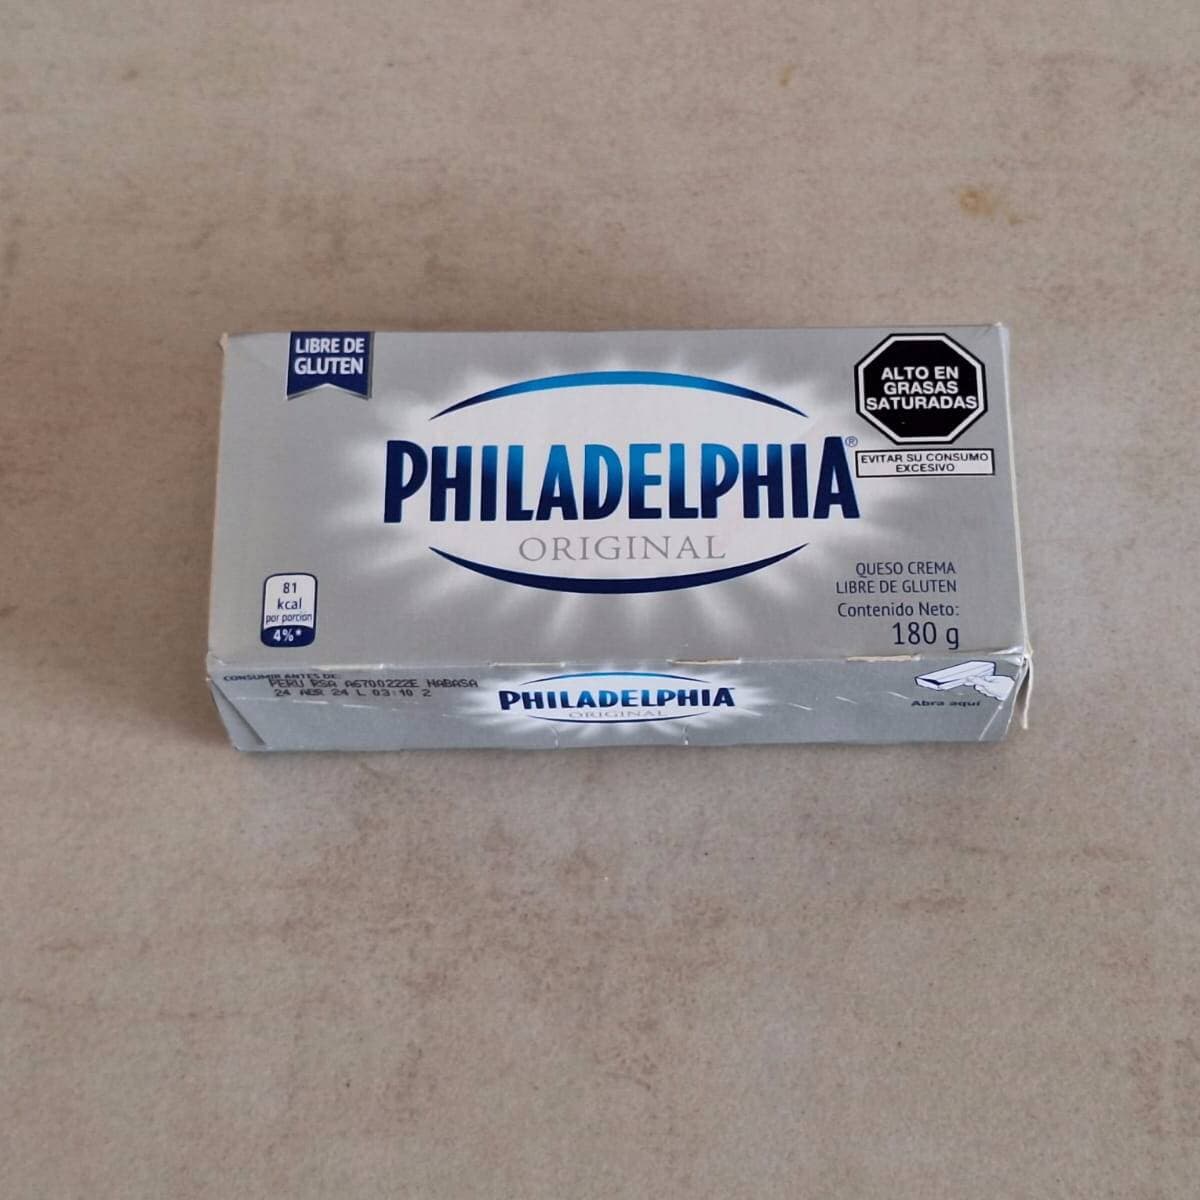 LIBRE DE
GLUTEN
ALTO EN
GRASAS
SATURADAS
EVITAR SU CONSUMO
EXCESIVO
PHILADELPHIA®
ORIGINAL
81
kcal
por porción
4%*
QUESO CREMA
LIBRE DE GLUTEN
Contenido Neto:
180 g
CONSUMIR ANTES DE:
PERU RSA A6700222E NABASA
24 ABR 24 L 03:10 2
PHILADELPHIA
ORIGINAL
Abra aquí